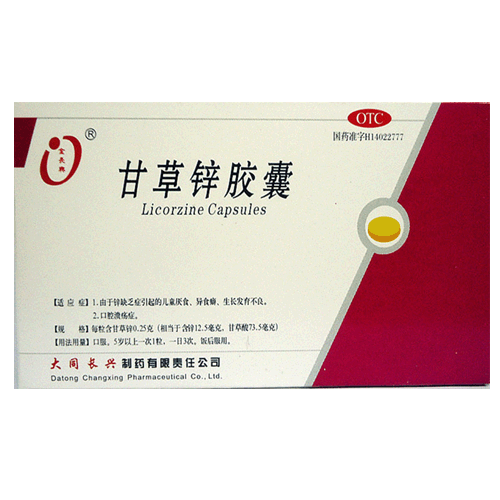 OTC
国药准字H14022777
金长兴
®
甘草锌胶囊
Licorzine Capsules
【适 应 症】1.由于锌缺乏症引起的儿童厌食、异食癖、生长发育不良。
2.口腔溃疡症。
【规 格】每粒含甘草锌0.25克（相当于含锌12.5毫克，甘草酸73.5毫克）
【用法用量】口服。5岁以上一次1粒，一日3次，饭后服用。
大同长兴制药有限责任公司
Datong Changxing Pharmaceutical Co., Ltd.